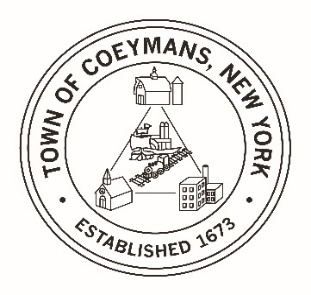 TOWN OF COEYMANS, NEW YORK
• ESTABLISHED 1673 •